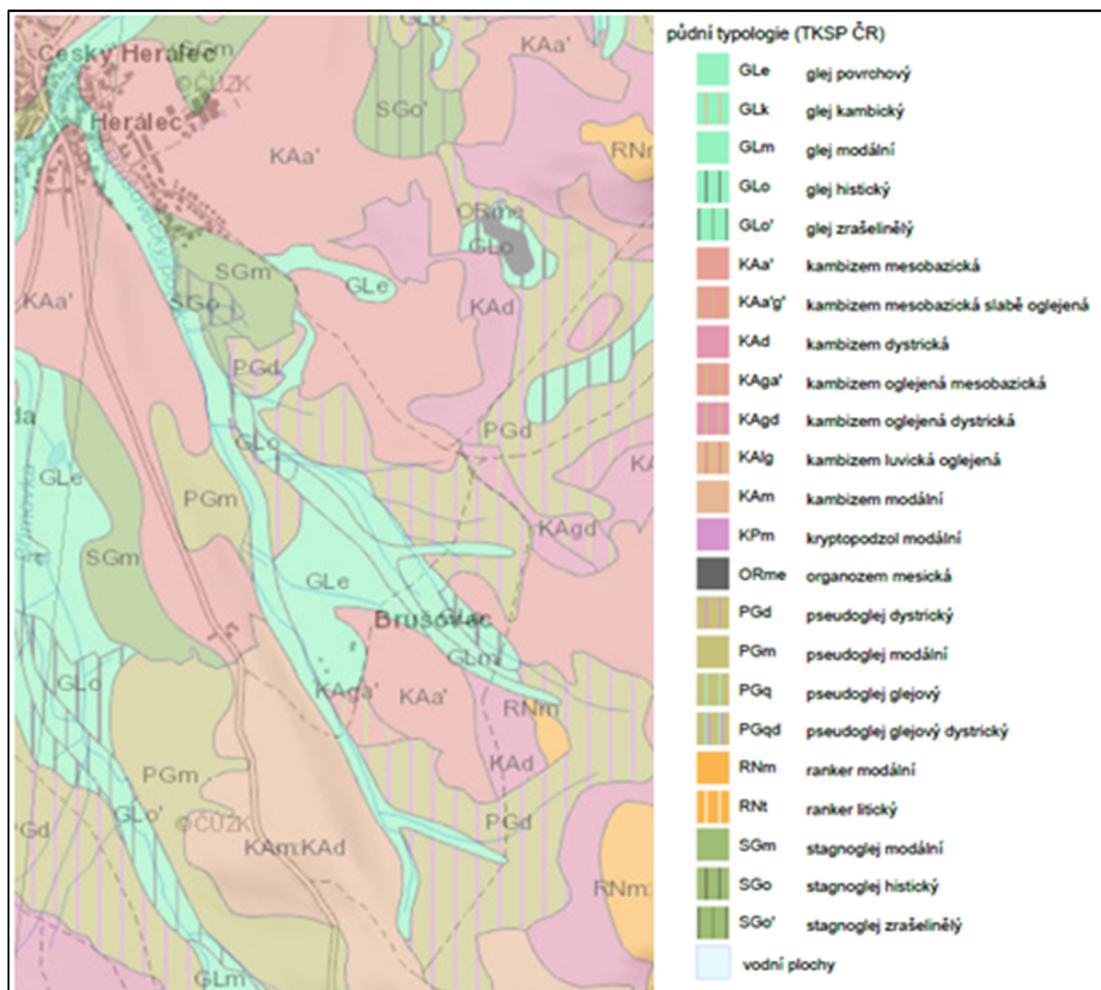 Český Herálec
SGm
©ČÚZK
Herálec
KAa'
SGo'
KAa'
ORme
GLo
SGm
GLe
SGo
KAa'
KAd
PGd
GLe
GLo
PGd
PGm
KAgd
SGm
GLe
Brušovec
GLm
GLo
KAga'
KAa'
RNm
KAd
PGm
GLo'
©ČÚZK
PGd
KAm:KAd
RNm:
GLm
půdní typologie (TKSP ČR)
GLe glej povrchový
GLk glej kambický
GLm glej modální
GLo glej histický
GLo' glej zrašelinělý
KAa' kambizem mesobazická
KAa'g' kambizem mesobazická slabě oglejená
KAd kambizem dystrická
KAga' kambizem oglejená mesobazická
KAgd kambizem oglejená dystrická
KAlg kambizem luvická oglejená
KAm kambizem modální
KPm kryptopodzol modální
ORme organozem mesická
PGd pseudoglej dystrický
PGm pseudoglej modální
PGq pseudoglej glejový
PGqd pseudoglej glejový dystrický
RNm ranker modální
RNt ranker litický
SGm stagnoglej modální
SGo stagnoglej histický
SGo' stagnoglej zrašelinělý
vodní plochy